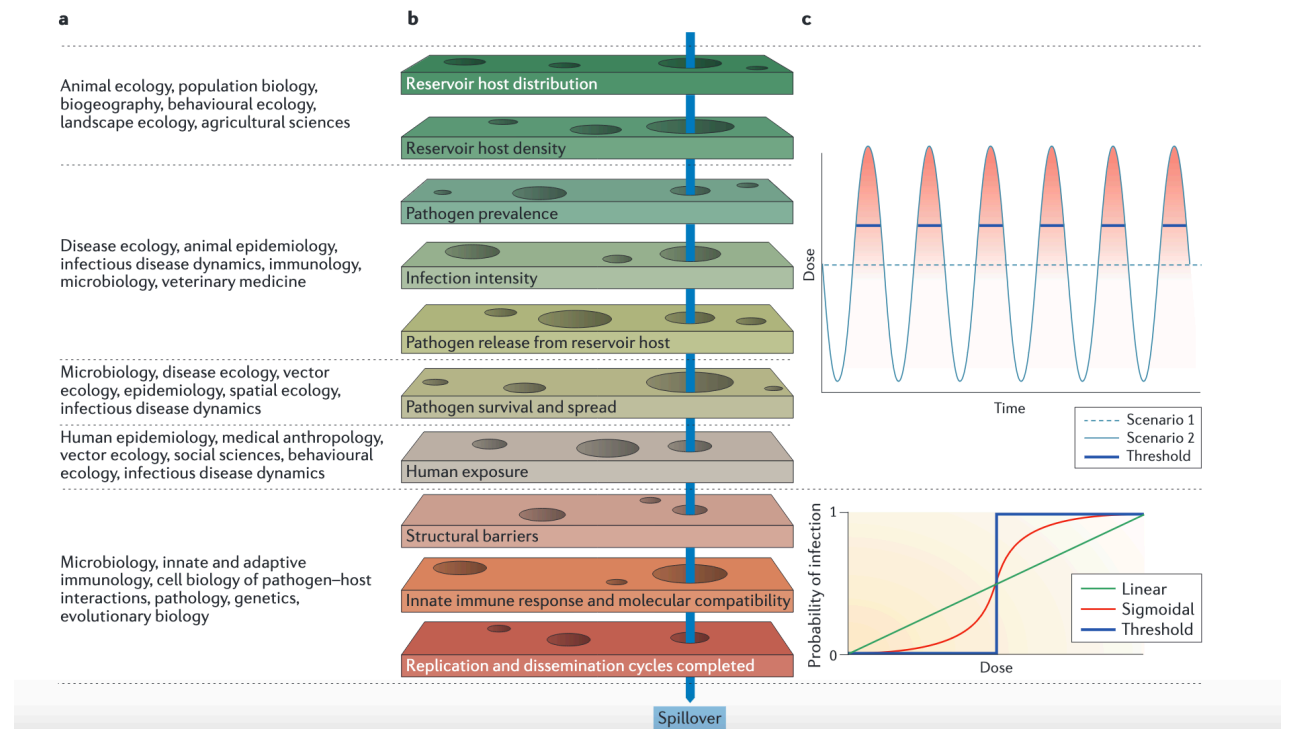 a
b
c
Animal ecology, population biology,
biogeography, behavioural ecology,
landscape ecology, agricultural sciences
Disease ecology, animal epidemiology,
infectious disease dynamics, immunology,
microbiology, veterinary medicine
Microbiology, disease ecology, vector
ecology, epidemiology, spatial ecology,
infectious disease dynamics
Human epidemiology, medical anthropology,
vector ecology, social sciences, behavioural
ecology, infectious disease dynamics
Microbiology, innate and adaptive
immunology, cell biology of pathogen–host
interactions, pathology, genetics,
evolutionary biology
Reservoir host distribution
Reservoir host density
Pathogen prevalence
Infection intensity
Pathogen release from reservoir host
Pathogen survival and spread
Human exposure
Structural barriers
Innate immune response and molecular compatibility
Replication and dissemination cycles completed
Spillover
Dose
Time
Scenario 1
Scenario 2
Threshold
Probability of infection
1
0
Dose
Linear
Sigmoidal
Threshold